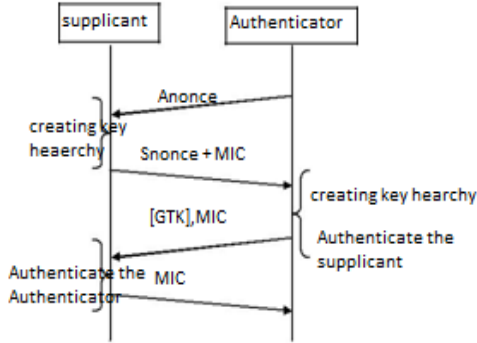 supplicant
Authenticator
Anonce
creating key
heaerchy
Snonce + MIC
creating key hearchy
[GTK],MIC
Authenticate the
supplicant
Authenticate the
Authenticator
MIC